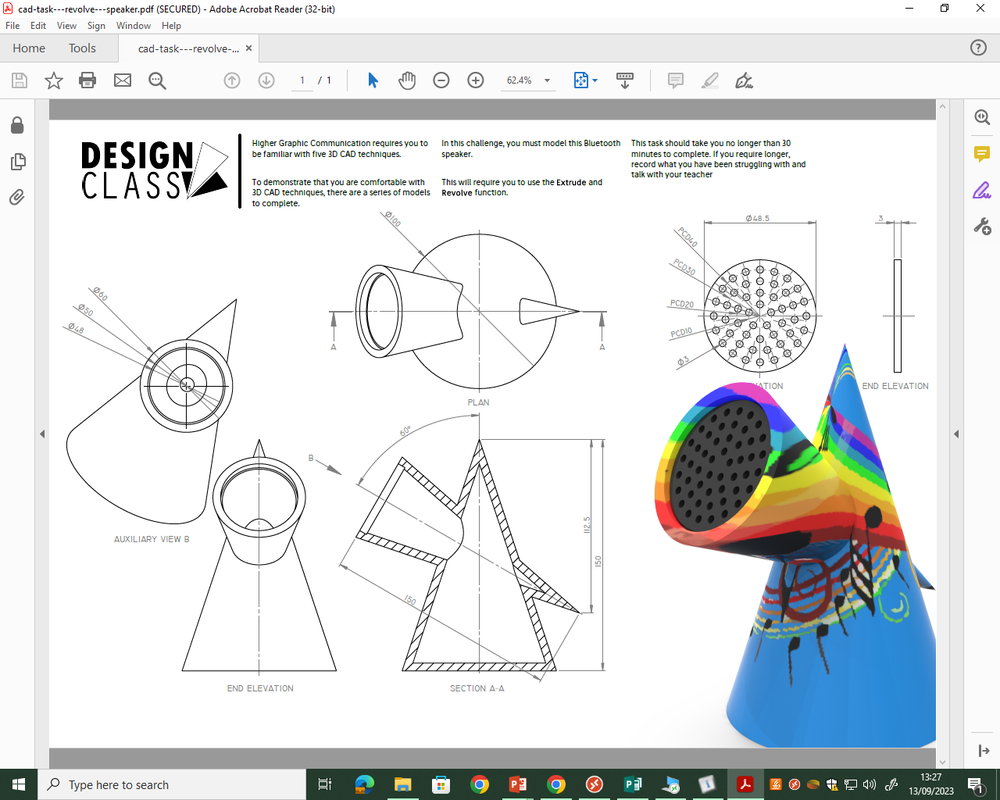 cad-task---revolve---speaker.pdf (SECURED) - Adobe Acrobat Reader (32-bit)
File Edit View Sign Window Help
Home Tools cad-task---revolve-...
1 / 1 62.4%
DESIGN
CLASS
Higher Graphic Communication requires you to
be familiar with five 3D CAD techniques.
To demonstrate that you are comfortable with
3D CAD techniques, there are a series of models
to complete.
In this challenge, you must model this Bluetooth
speaker.
This will require you to use the Extrude and
Revolve function.
This task should take you no longer than 30
minutes to complete. If you require longer,
record what you have been struggling with and
talk with your teacher
Ø100
A
A
PLAN
Ø48.5
3
PCD40
PCD30
PCD20
PCD10
Ø3
END ELEVATION
Ø60
Ø50
Ø48
AUXILIARY VIEW B
END ELEVATION
60°
B
150
112.5
150
SECTION A-A
Type here to search
13:27
13/09/2023
1